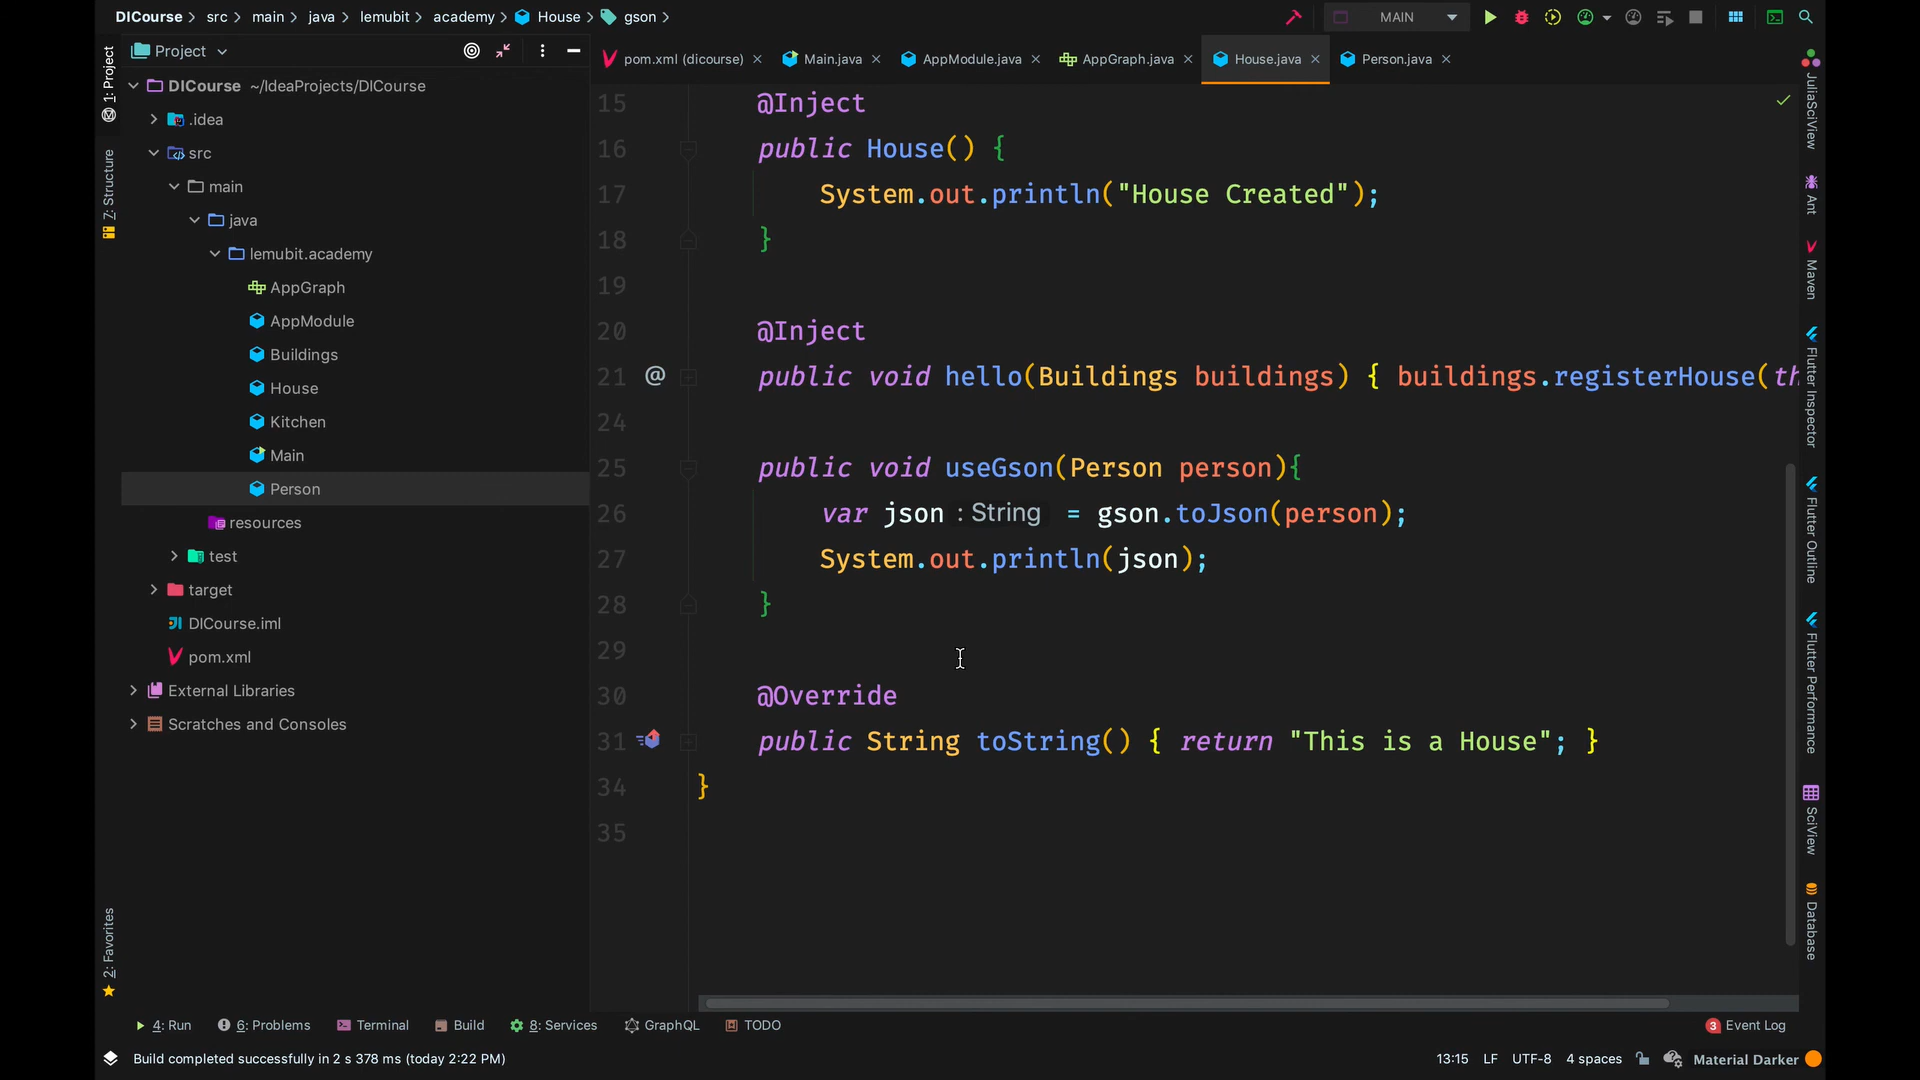 DICourse
src
main
java
lemubit
academy
House
gson
MAIN
Project
pom.xml (dicourse)
Main.java
AppModule.java
AppGraph.java
House.java
Person.java
DICourse ~/IdeaProjects/DICourse
.idea
src
main
java
lemubit.academy
AppGraph
AppModule
Buildings
House
Kitchen
Main
Person
resources
test
target
DICourse.iml
pom.xml
External Libraries
Scratches and Consoles
1: Project
7: Structure
2: Favorites
15 @Inject
16 public House() {
17 System.out.println("House Created");
18 }
19
20 @Inject
21 @ public void hello(Buildings buildings) { buildings.registerHouse(th
24
25 public void useGson(Person person){
26 var json : String = gson.toJson(person);
27 System.out.println(json);
28 }
29
30 @Override
31 public String toString() { return "This is a House"; }
34 }
35
JuliaSciView
Ant
Maven
Flutter Inspector
Flutter Outline
Flutter Performance
SciView
Database
4: Run
6: Problems
Terminal
Build
8: Services
GraphQL
TODO
3 Event Log
Build completed successfully in 2 s 378 ms (today 2:22 PM)
13:15 LF UTF-8 4 spaces Material Darker